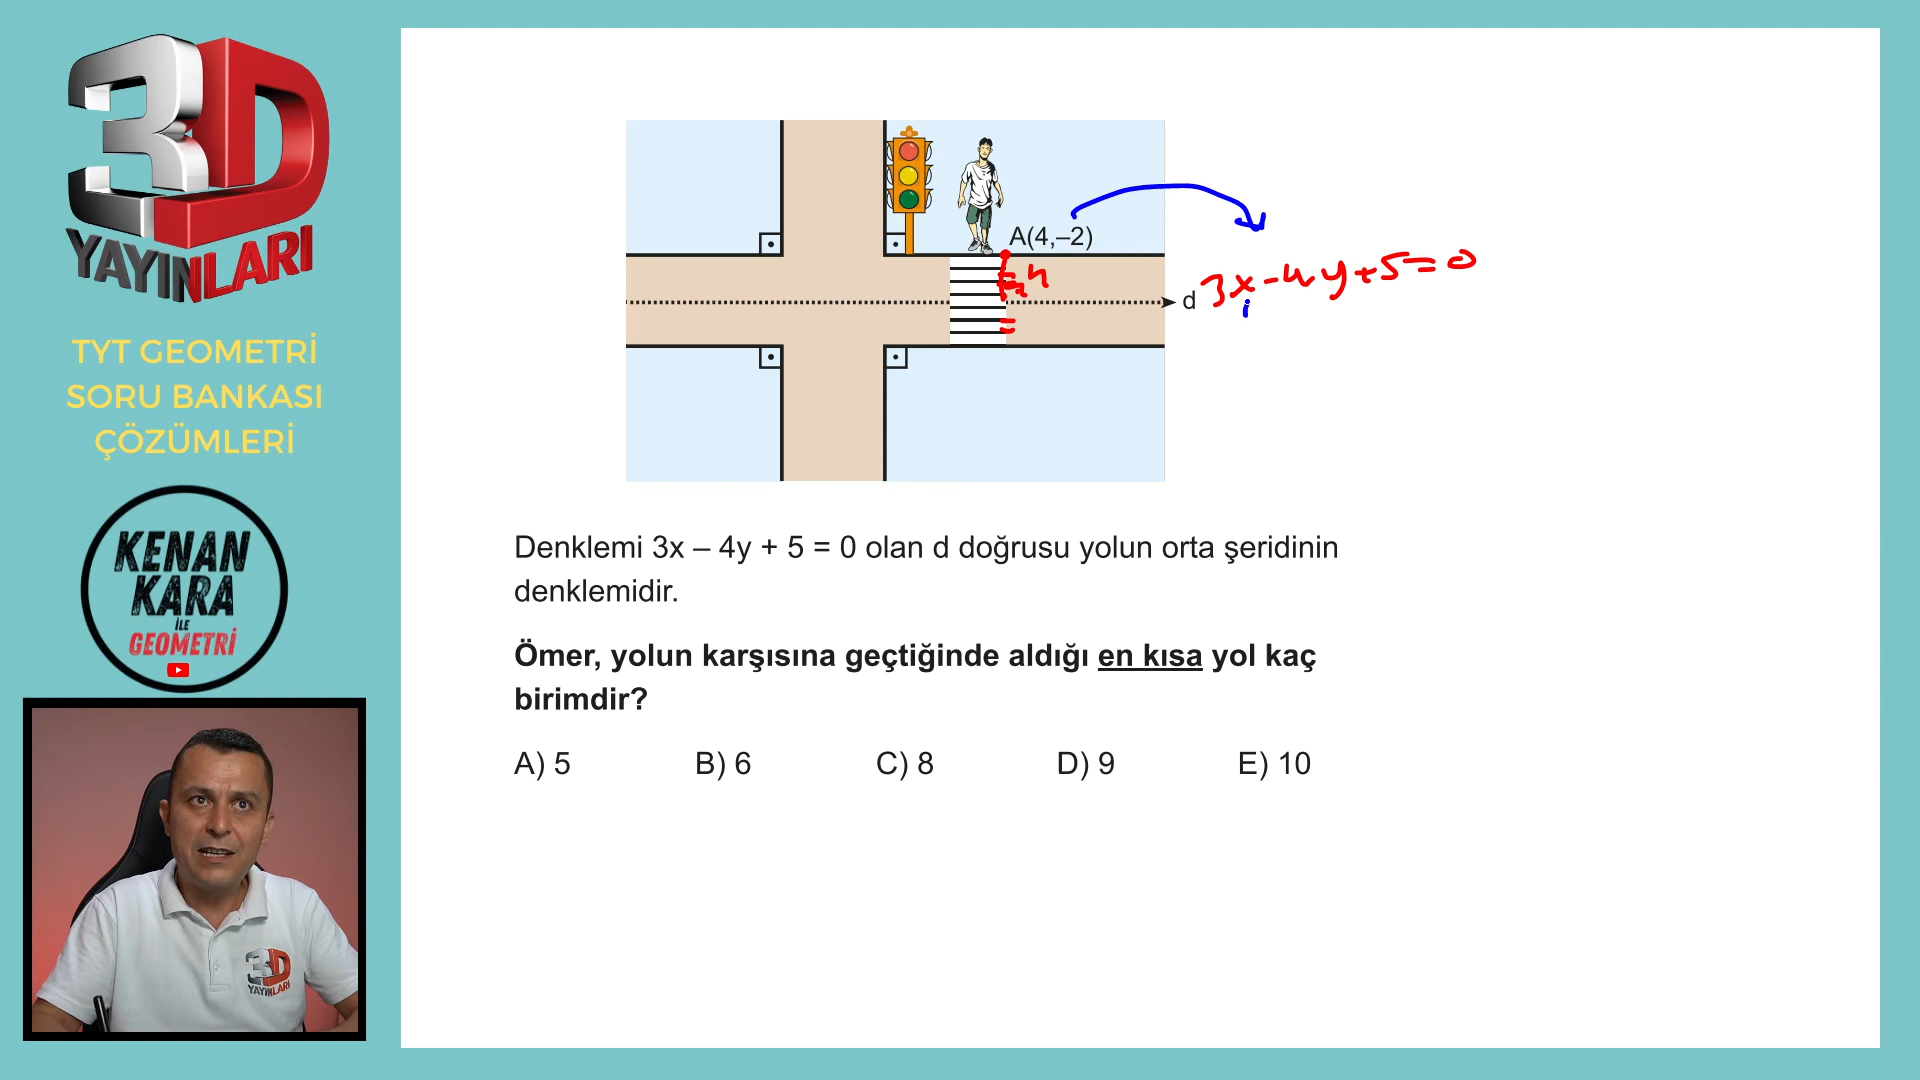 3D
YAYINLARI
TYT GEOMETRİ
SORU BANKASI
ÇÖZÜMLERİ
KENAN
KARA
İLE
GEOMETRİ
3D
YAYINLARI
A(4,–2)
h
d
3x-4y+5=0
Denklemi 3x – 4y + 5 = 0 olan d doğrusu yolun orta şeridinin
denklemidir.
Ömer, yolun karşısına geçtiğinde aldığı en kısa yol kaç
birimdir?
A) 5 B) 6 C) 8 D) 9 E) 10